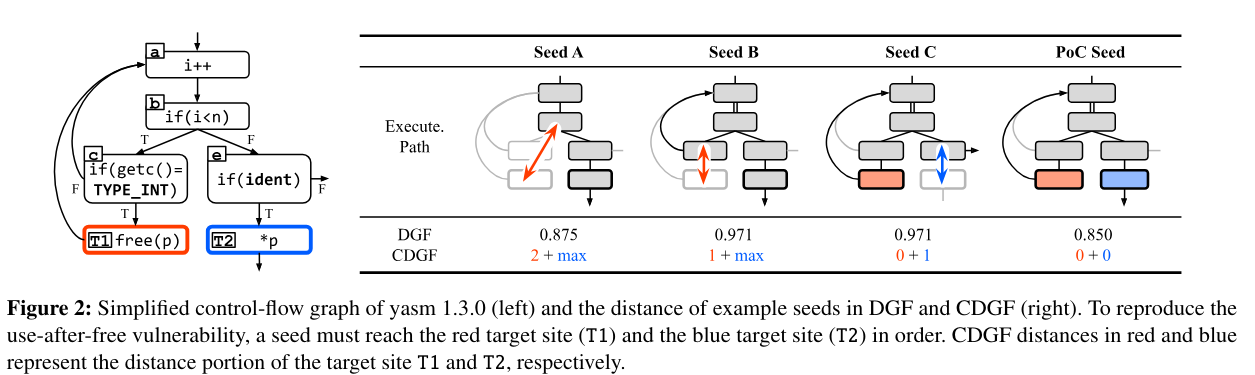 a
i++
b
if(i<n)
T
F
c
if(getc()=
TYPE_INT)
e
if(ident)
F
F
T
T
T1 free(p)
T2 *p
Seed A Seed B Seed C PoC Seed
Execute.
Path
DGF 0.875 0.971 0.971 0.850
CDGF 2 + max 1 + max 0 + 1 0 + 0
Figure 2: Simplified control-flow graph of yasm 1.3.0 (left) and the distance of example seeds in DGF and CDGF (right). To reproduce the
use-after-free vulnerability, a seed must reach the red target site (T1) and the blue target site (T2) in order. CDGF distances in red and blue
represent the distance portion of the target site T1 and T2, respectively.